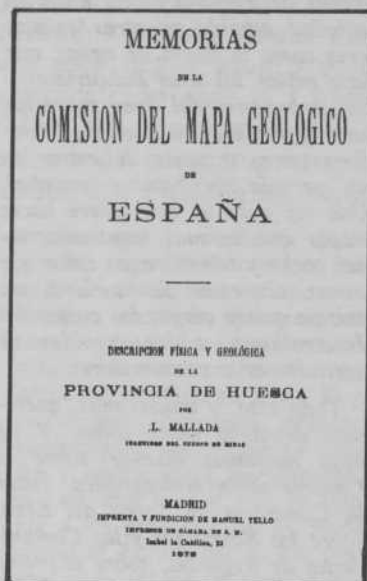 MEMORIAS
DE LA
COMISION DEL MAPA GEOLÓGICO
DE
ESPAÑA
DESCRIPCION FÍSICA Y GEOLÓGICA
DE LA
PROVINCIA DE HUESCA
POR
L. MALLADA
INGENIERO DEL CUERPO DE MINAS
MADRID
IMPRENTA Y FUNDICION DE MANUEL TELLO
IMPRESOR DE CÁMARA DE S. M.
Isabel la Católica, 23
1878